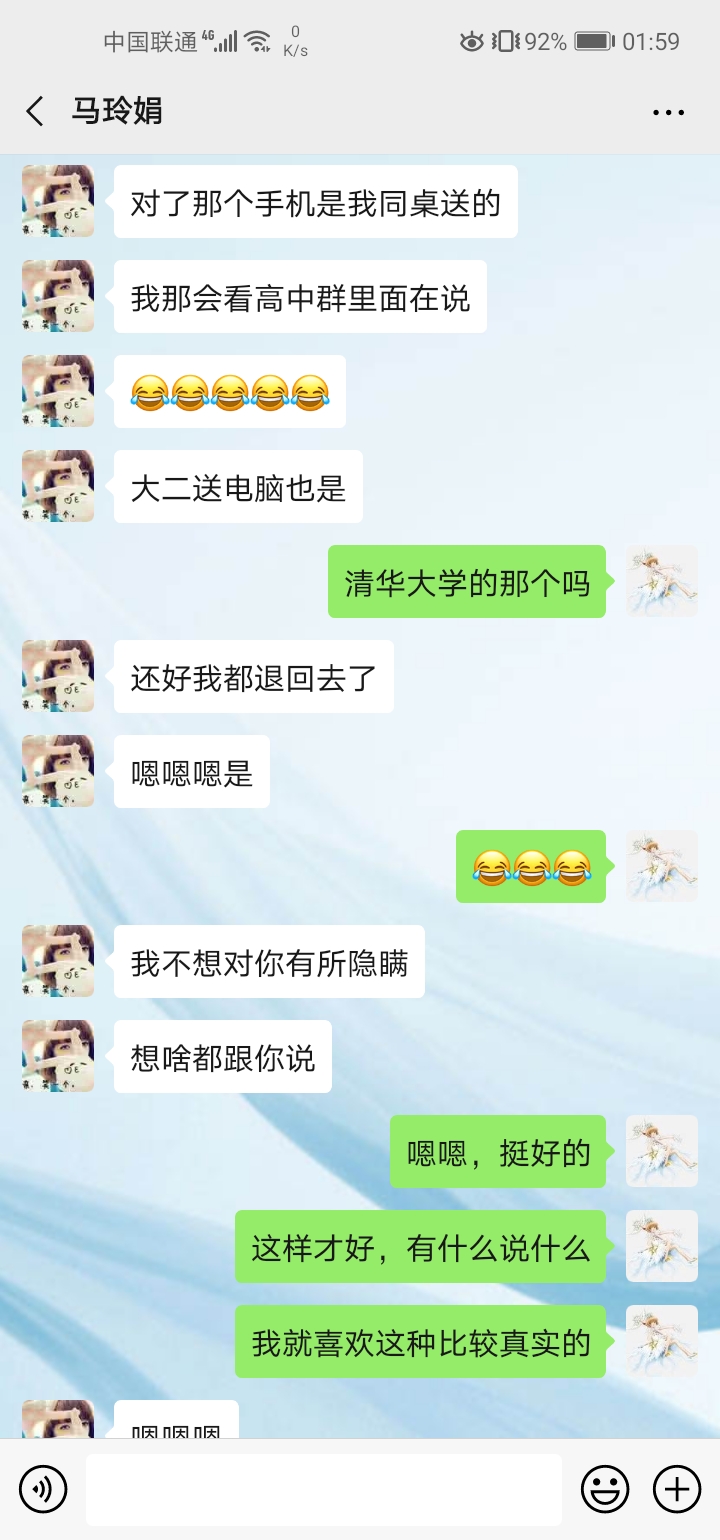 中国联通 4G 0 K/s 92% 01:59
马玲娟
对了那个手机是我同桌送的
我那会看高中群里面在说
😂😂😂😂😂
大二送电脑也是
清华大学的那个吗
还好我都退回去了
嗯嗯嗯是
😂😂😂
我不想对你有所隐瞒
想啥都跟你说
嗯嗯，挺好的
这样才好，有什么说什么
我就喜欢这种比较真实的
嗯嗯嗯